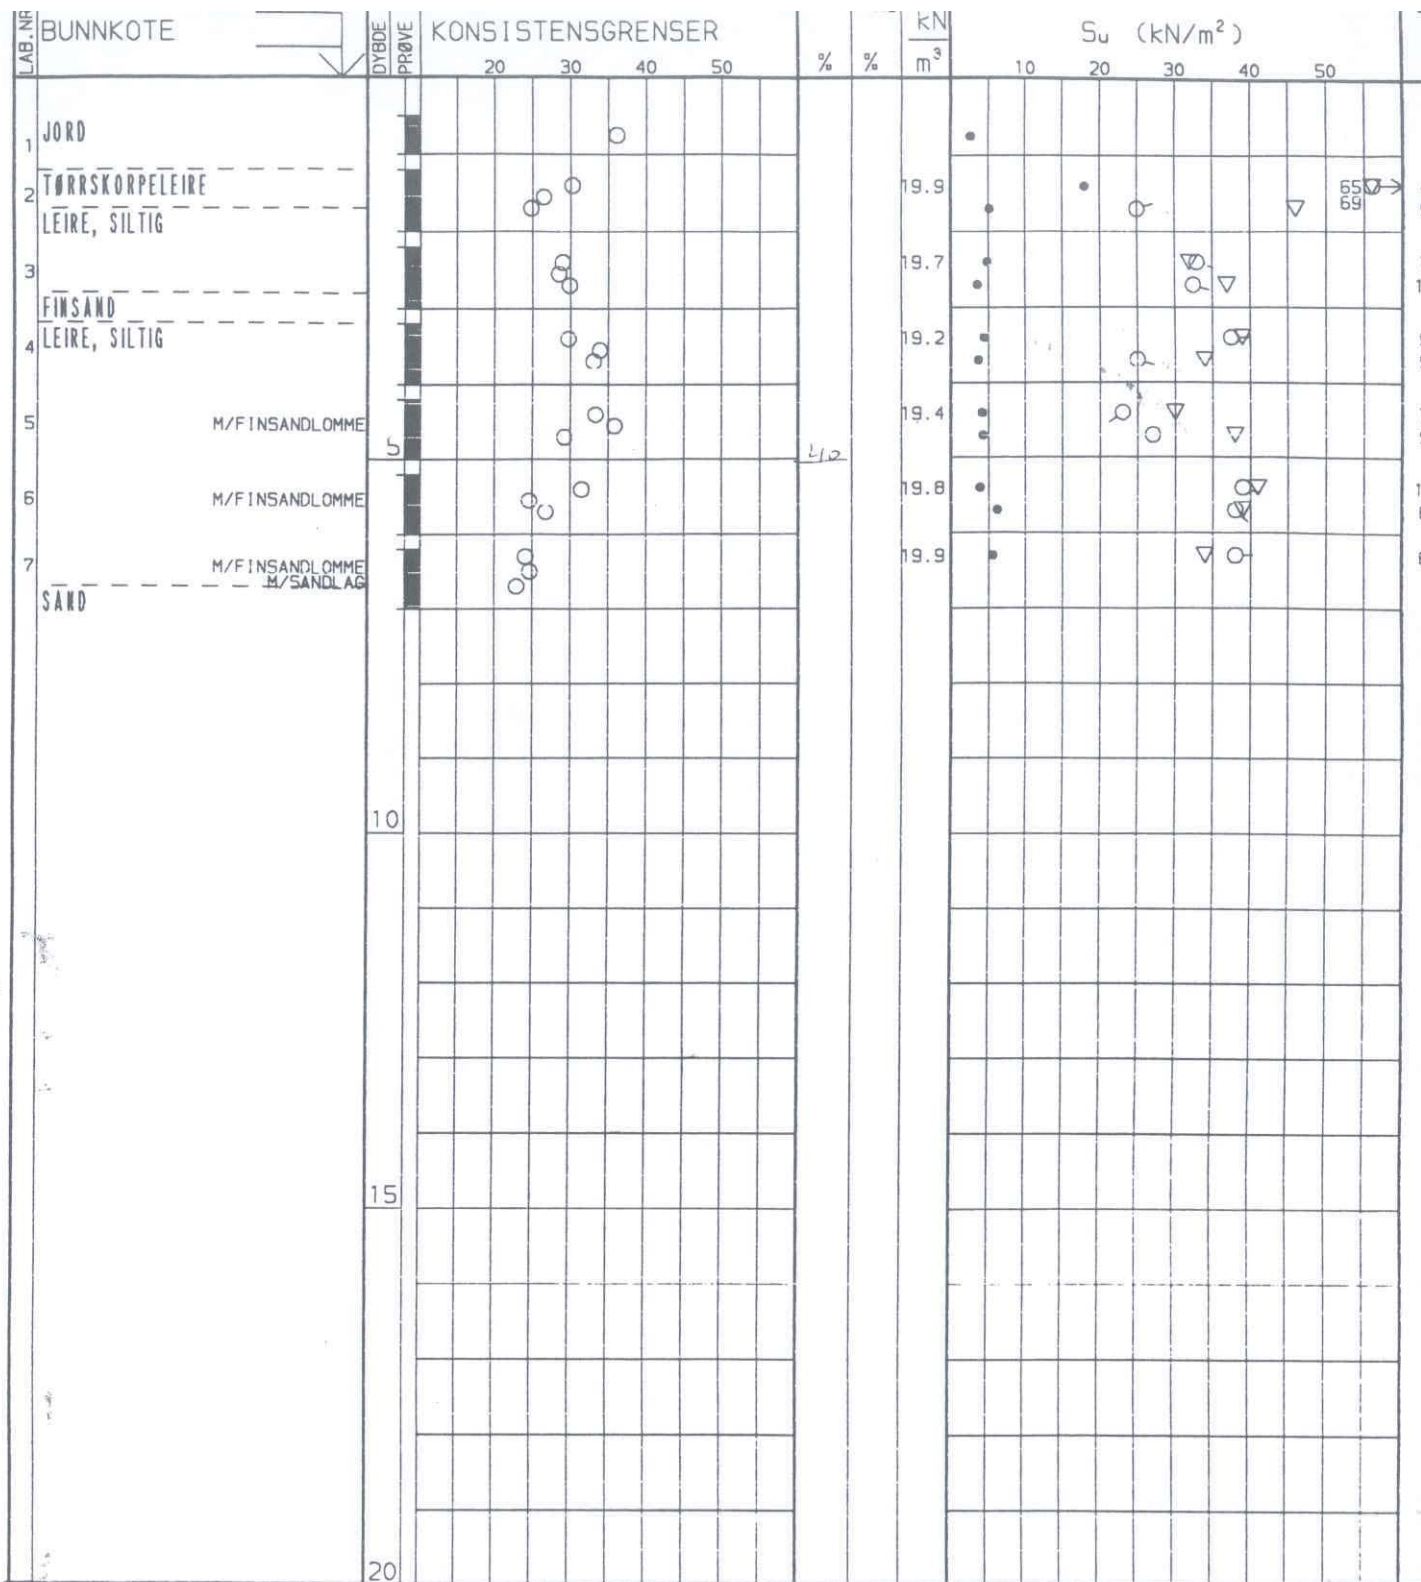 LAB.NR
BUNNKOTE
DYBDE
PRØVE
KONSISTENSGRENSER
20 30 40 50
% %
kN
m³
Su (kN/m²)
10 20 30 40 50
1 JORD
2 TØRRSKORPELEIRE 19.9 65
69
LEIRE, SILTIG
3 19.7
FINSAND
4 LEIRE, SILTIG 19.2
5 M/FINSANDLOMME 19.4
5
6 M/FINSANDLOMME 19.8
7 M/FINSANDLOMME 19.9
M/SANDLAG
SAND
10
15
20